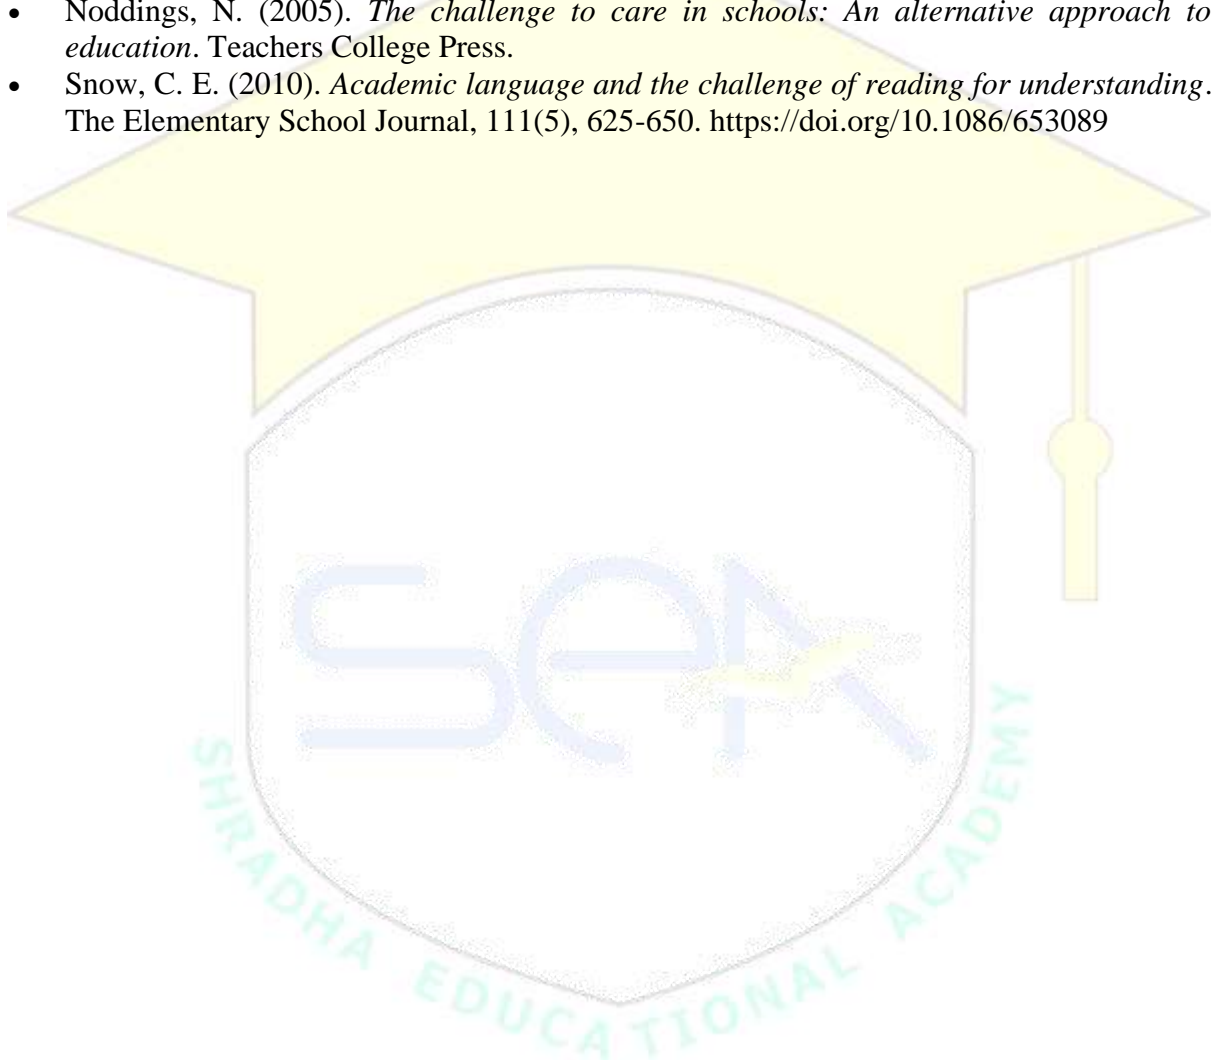 • Noddings, N. (2005). The challenge to care in schools: An alternative approach to
education. Teachers College Press.
• Snow, C. E. (2010). Academic language and the challenge of reading for understanding.
The Elementary School Journal, 111(5), 625-650. https://doi.org/10.1086/653089
SEA
SHRADHA EDUCATIONAL ACADEMY